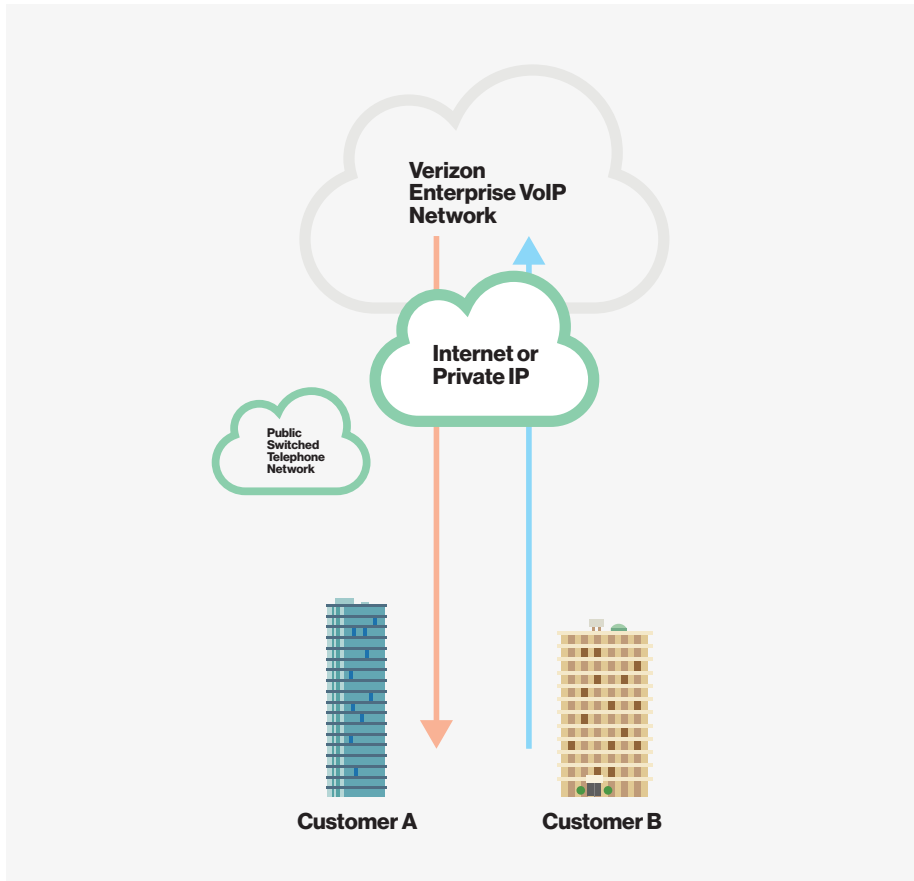 Verizon
Enterprise VoIP
Network
Internet or
Private IP
Public
Switched
Telephone
Network
Customer A
Customer B